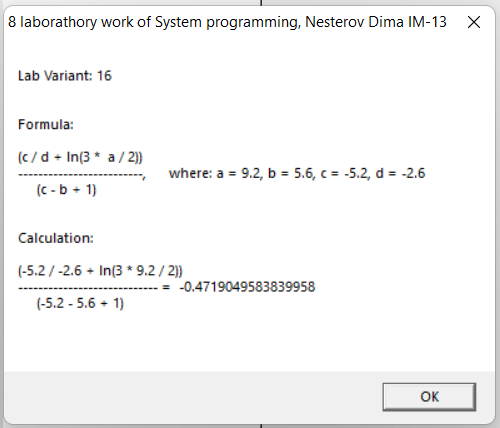 8 laborathory work of System programming, Nesterov Dima IM-13
Lab Variant: 16
Formula:
(c / d + ln(3 *  a / 2))
-------------------------, where: a = 9.2, b = 5.6, c = -5.2, d = -2.6
(c - b + 1)
Calculation:
(-5.2 / -2.6 + ln(3 * 9.2 / 2))
---------------------------- = -0.4719049583839958
(-5.2 - 5.6 + 1)
OK